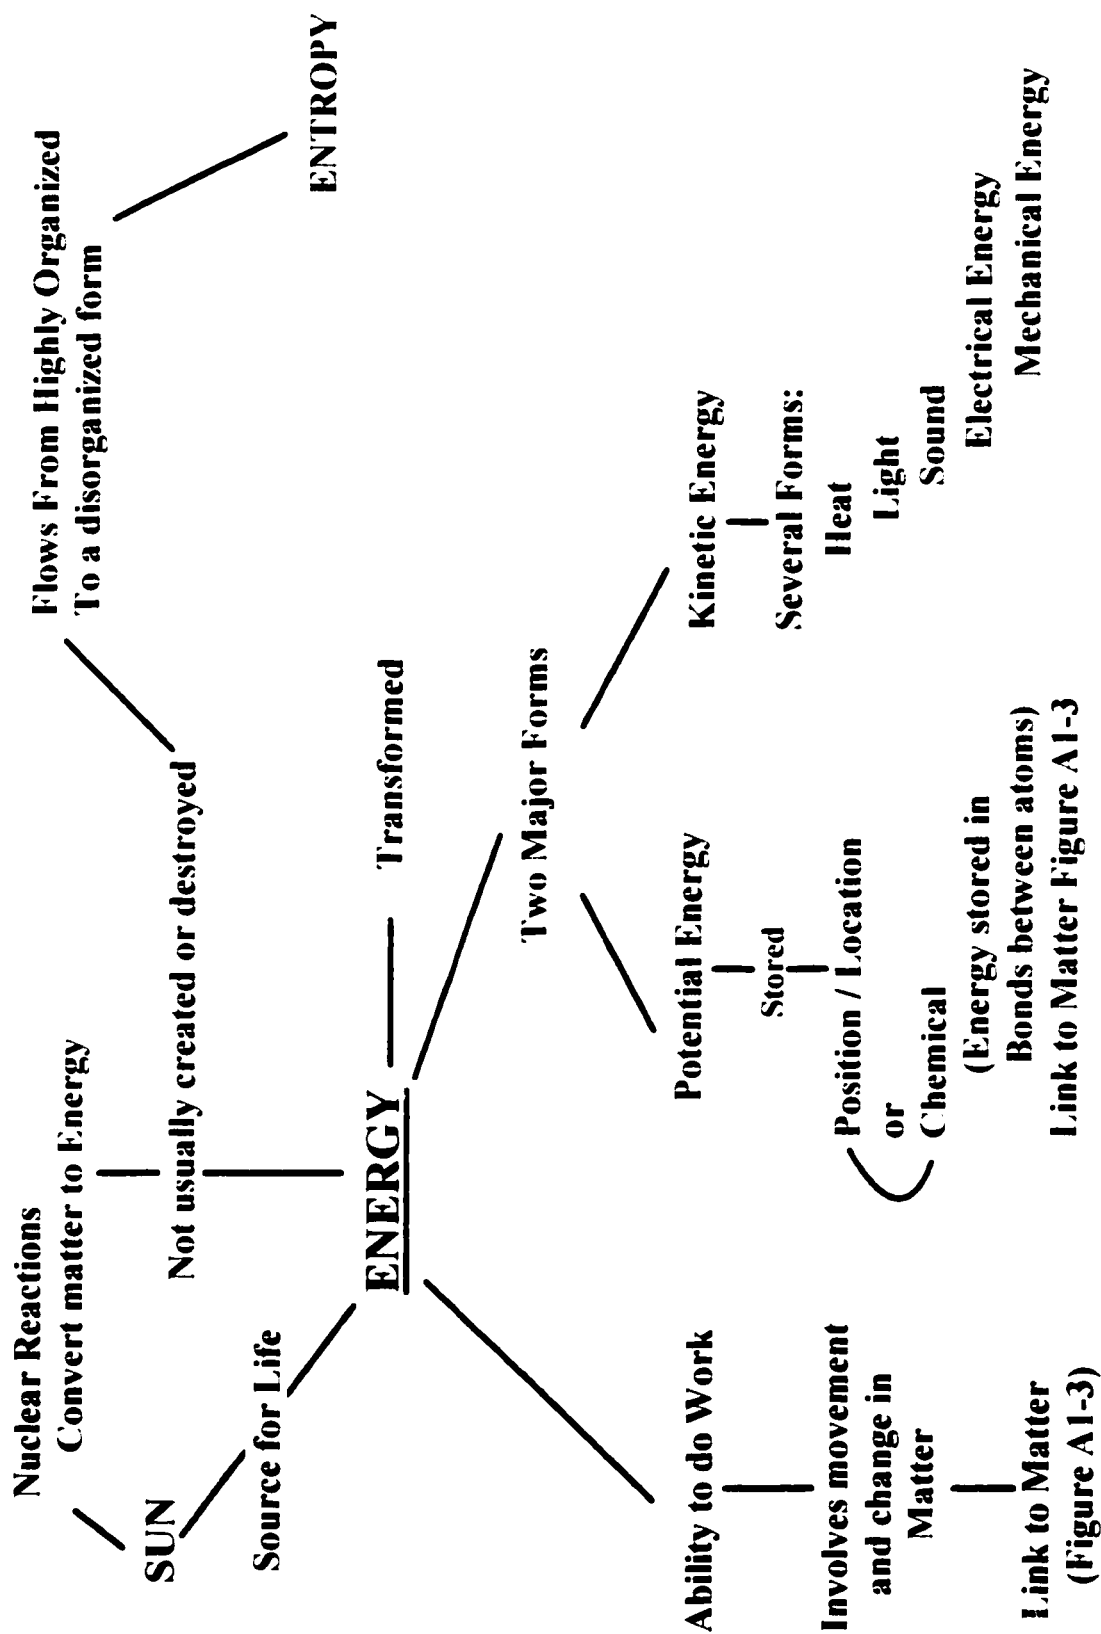 Nuclear Reactions
Convert matter to Energy
Flows From Highly Organized
To a disorganized form
SUN
Not usually created or destroyed
ENTROPY
Source for Life
ENERGY
Transformed
Two Major Forms
Ability to do Work
Potential Energy
Kinetic Energy
Stored
Several Forms:
Involves movement
and change in
Matter
Position / Location
or
Chemical
(Energy stored in
Bonds between atoms)
Link to Matter Figure A1-3
Heat
Light
Sound
Electrical Energy
Mechanical Energy
Link to Matter
(Figure A1-3)